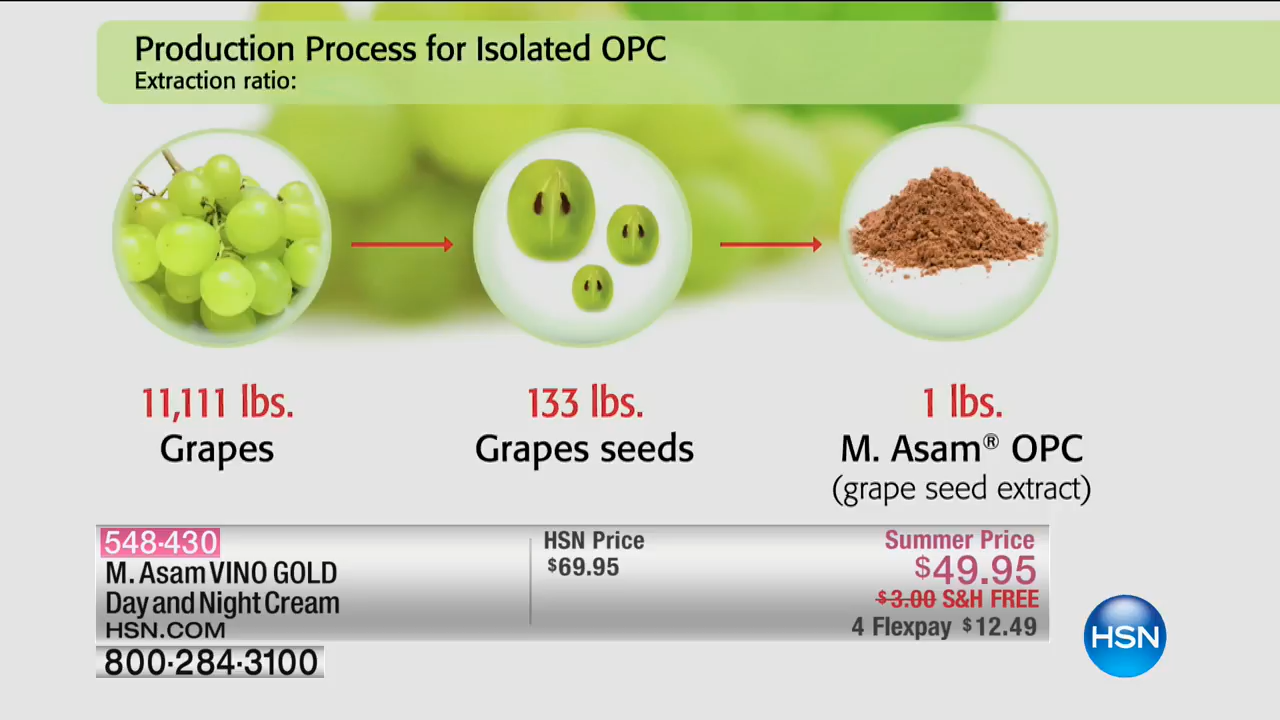 Production Process for Isolated OPC
Extraction ratio:
11,111 lbs.
Grapes
133 lbs.
Grapes seeds
1 lbs.
M. Asam® OPC
(grape seed extract)
548-430
M. Asam VINO GOLD
Day and Night Cream
HSN.COM
800-284-3100
HSN Price
$69.95
Summer Price
$49.95
$3.00 S&H FREE
4 Flexpay $12.49
HSN